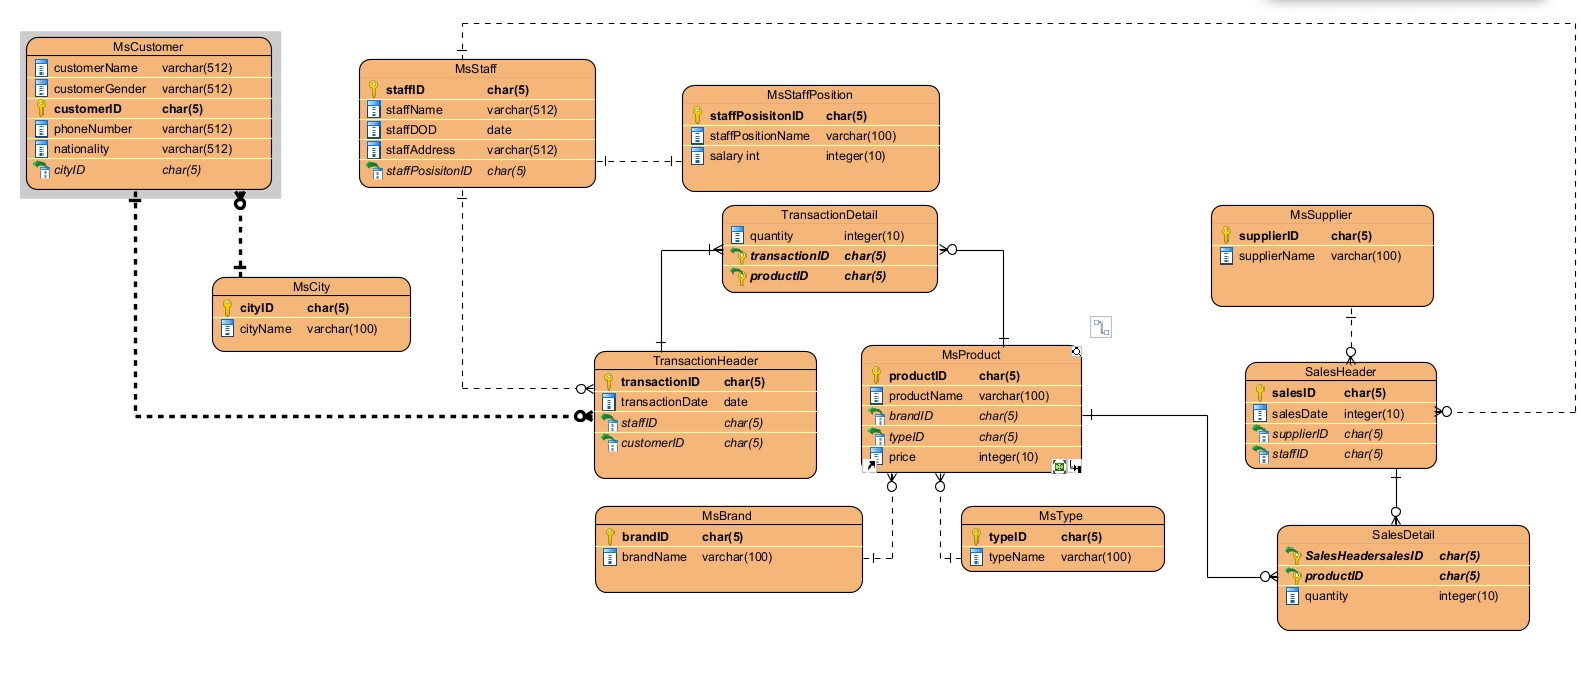 MsCustomer
customerName varchar(512)
customerGender varchar(512)
customerID char(5)
phoneNumber varchar(512)
nationality varchar(512)
cityID char(5)
MsStaff
staffID char(5)
staffName varchar(512)
staffDOD date
staffAddress varchar(512)
staffPosisitonID char(5)
MsStaffPosition
staffPosisitonID char(5)
staffPositionName varchar(100)
salary int integer(10)
TransactionDetail
quantity integer(10)
transactionID char(5)
productID char(5)
MsSupplier
supplierID char(5)
supplierName varchar(100)
MsCity
cityID char(5)
cityName varchar(100)
TransactionHeader
transactionID char(5)
transactionDate date
staffID char(5)
customerID char(5)
MsProduct
productID char(5)
productName varchar(100)
brandID char(5)
typeID char(5)
price integer(10)
SalesHeader
salesID char(5)
salesDate integer(10)
supplierID char(5)
staffID char(5)
MsBrand
brandID char(5)
brandName varchar(100)
MsType
typeID char(5)
typeName varchar(100)
SalesDetail
SalesHeadersalesID char(5)
productID char(5)
quantity integer(10)